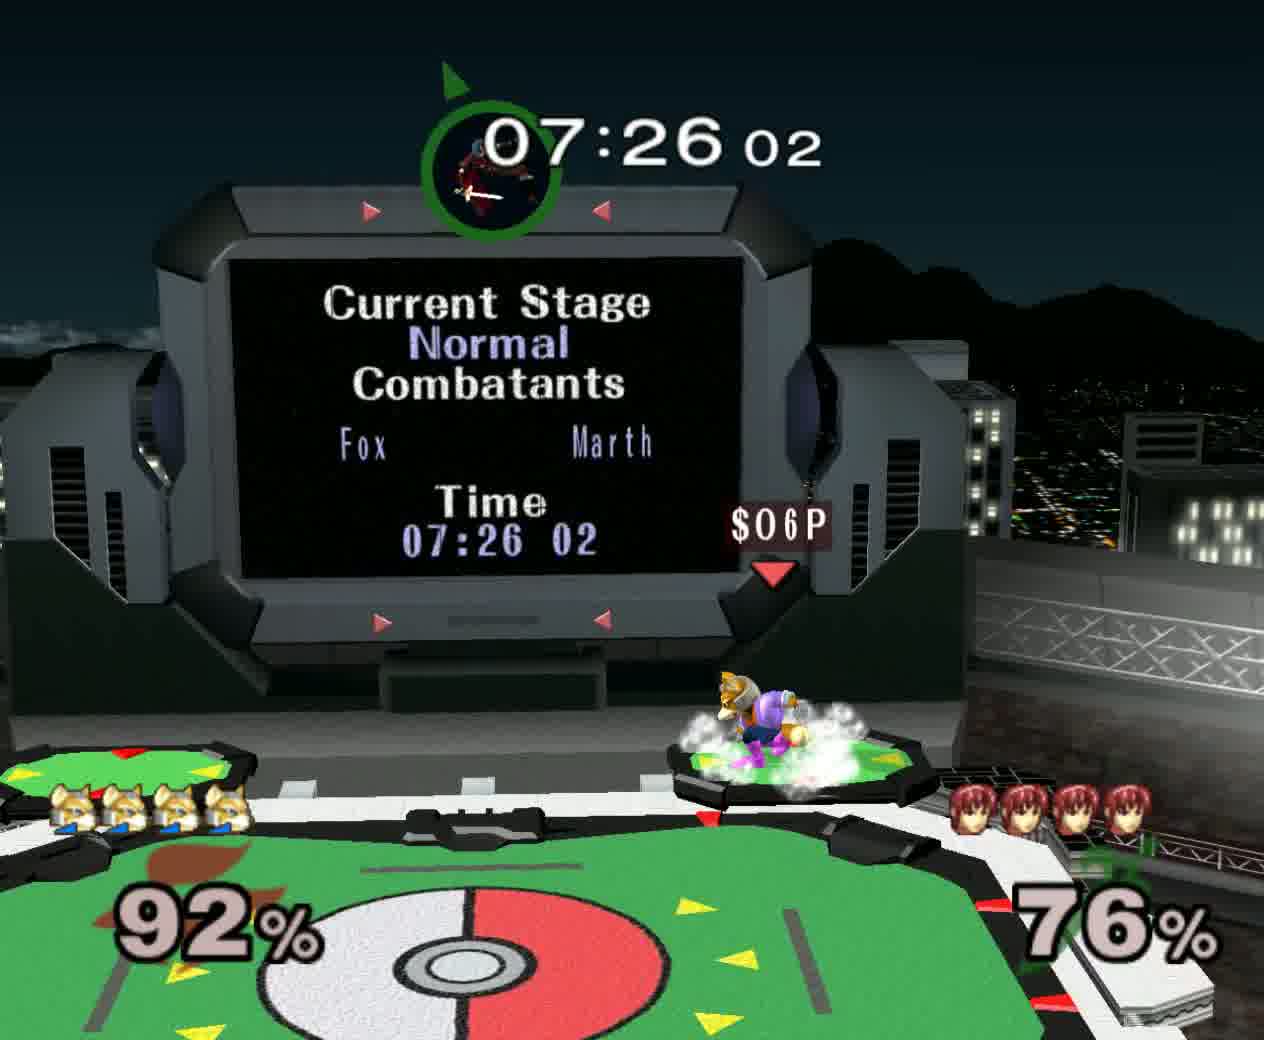 07:26 02
Current Stage
Normal
Combatants
Fox Marth
Time
07:26 02
$06P
92%
76%